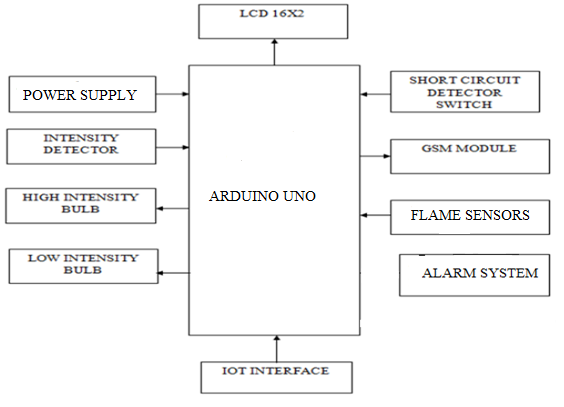 LCD 16X2
POWER SUPPLY
INTENSITY
DETECTOR
HIGH INTENSITY
BULB
LOW INTENSITY
BULB
ARDUINO UNO
SHORT CIRCUIT
DETECTOR
SWITCH
GSM MODULE
FLAME SENSORS
ALARM SYSTEM
IOT INTERFACE